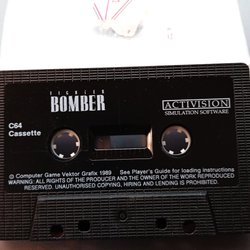 FIGHTER
BOMBER
C64
Cassette
ACTIVISION
SIMULATION SOFTWARE
© Computer Game Vektor Grafix 1989 See Player's Guide for loading instructions
WARNING: ALL RIGHTS OF THE PRODUCER AND THE OWNER OF THE WORK REPRODUCED
RESERVED. UNAUTHORISED COPYING, HIRING AND LENDING IS PROHIBITED.